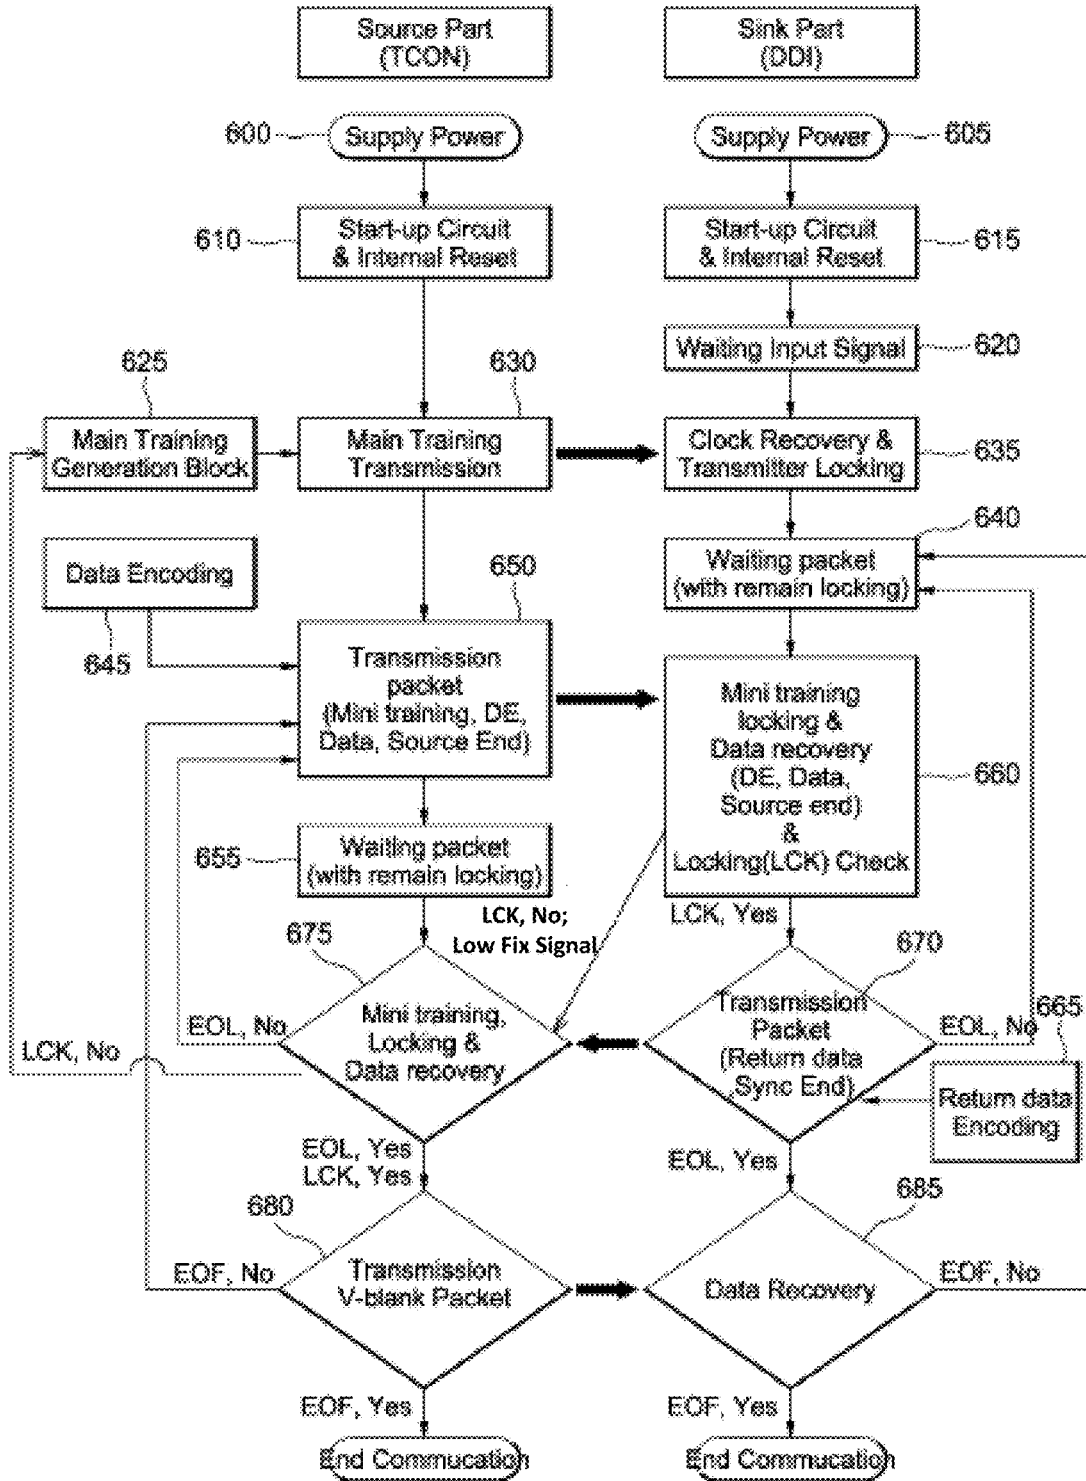 Source Part
(TCON)
Sink Part
(DDI)
600
Supply Power
Supply Power
605
610
Start-up Circuit
& Internal Reset
Start-up Circuit
& Internal Reset
615
Waiting Input Signal
620
625
630
Main Training
Generation Block
Main Training
Transmission
Clock Recovery &
Transmitter Locking
635
640
Data Encoding
645
650
Waiting packet
(with remain locking)
Transmission
packet
(Mini training, DE,
Data, Source End)
Mini training
locking &
Data recovery
(DE, Data,
Source end)
&
Locking(LCK) Check
660
655
Waiting packet
(with remain locking)
LCK, No;
Low Fix Signal
LCK, Yes
675
670
Mini training,
Locking &
Data recovery
Transmission
Packet
(Return data
Sync End)
EOL, No
LCK, No
EOL, No
665
Return data
Encoding
EOL, Yes
LCK, Yes
EOL, Yes
680
685
Transmission
V-blank Packet
Data Recovery
EOF, No
EOF, No
EOF, Yes
EOF, Yes
End Commucation
End Commucation